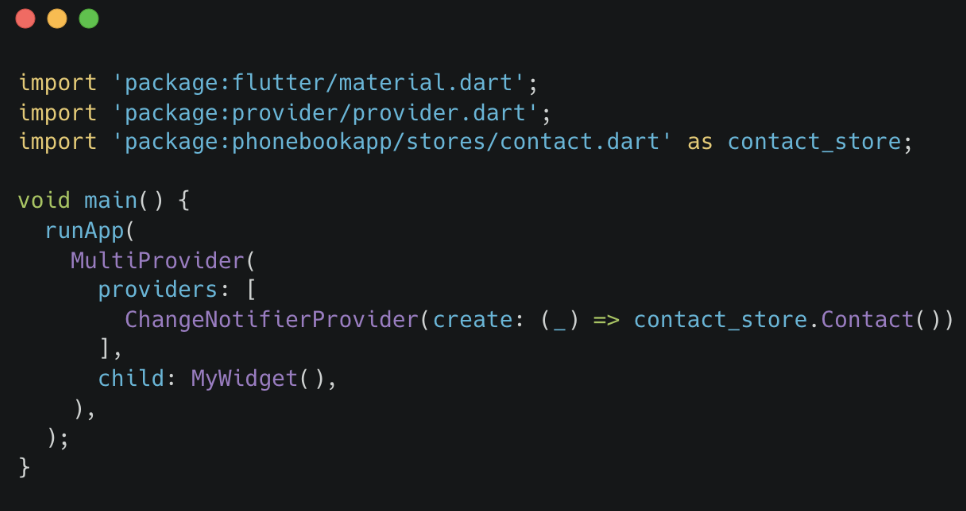 import 'package:flutter/material.dart';
import 'package:provider/provider.dart';
import 'package:phonebookapp/stores/contact.dart' as contact_store;

void main() {
  runApp(
    MultiProvider(
      providers: [
        ChangeNotifierProvider(create: (_) => contact_store.Contact())
      ],
      child: MyWidget(),
    ),
  );
}